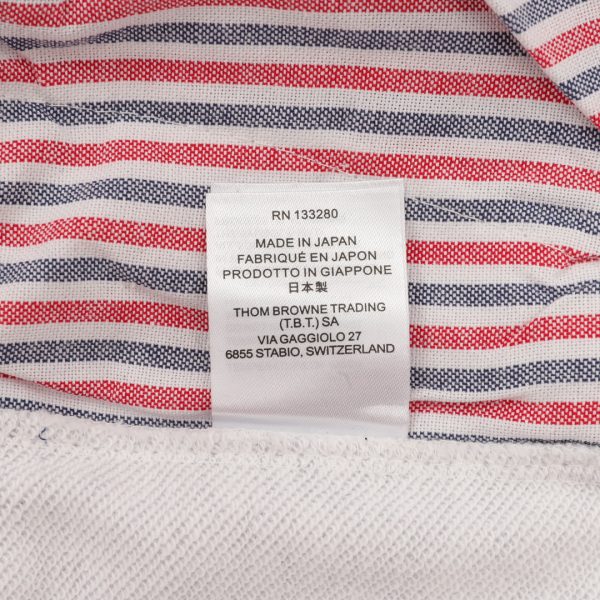 RN 133280
MADE IN JAPAN
FABRIQUÉ EN JAPON
PRODOTTO IN GIAPPONE
日本製
THOM BROWNE TRADING
(T.B.T.) SA
VIA GAGGIOLO 27
6855 STABIO, SWITZERLAND